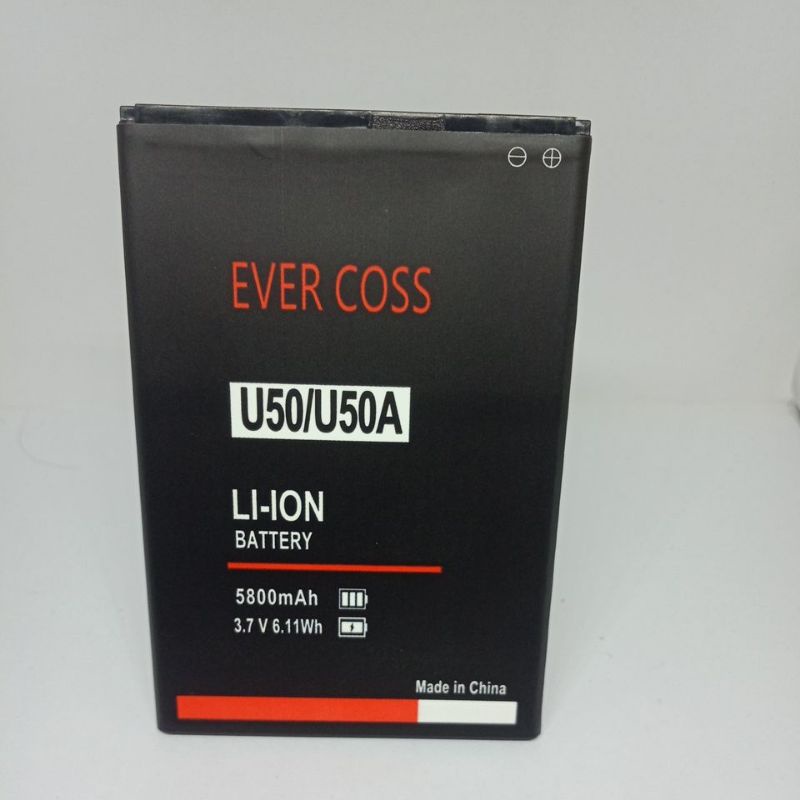 EVER COSS
U50/U50A
LI-ION
BATTERY
5800mAh
3.7 V 6.11Wh
Made in China